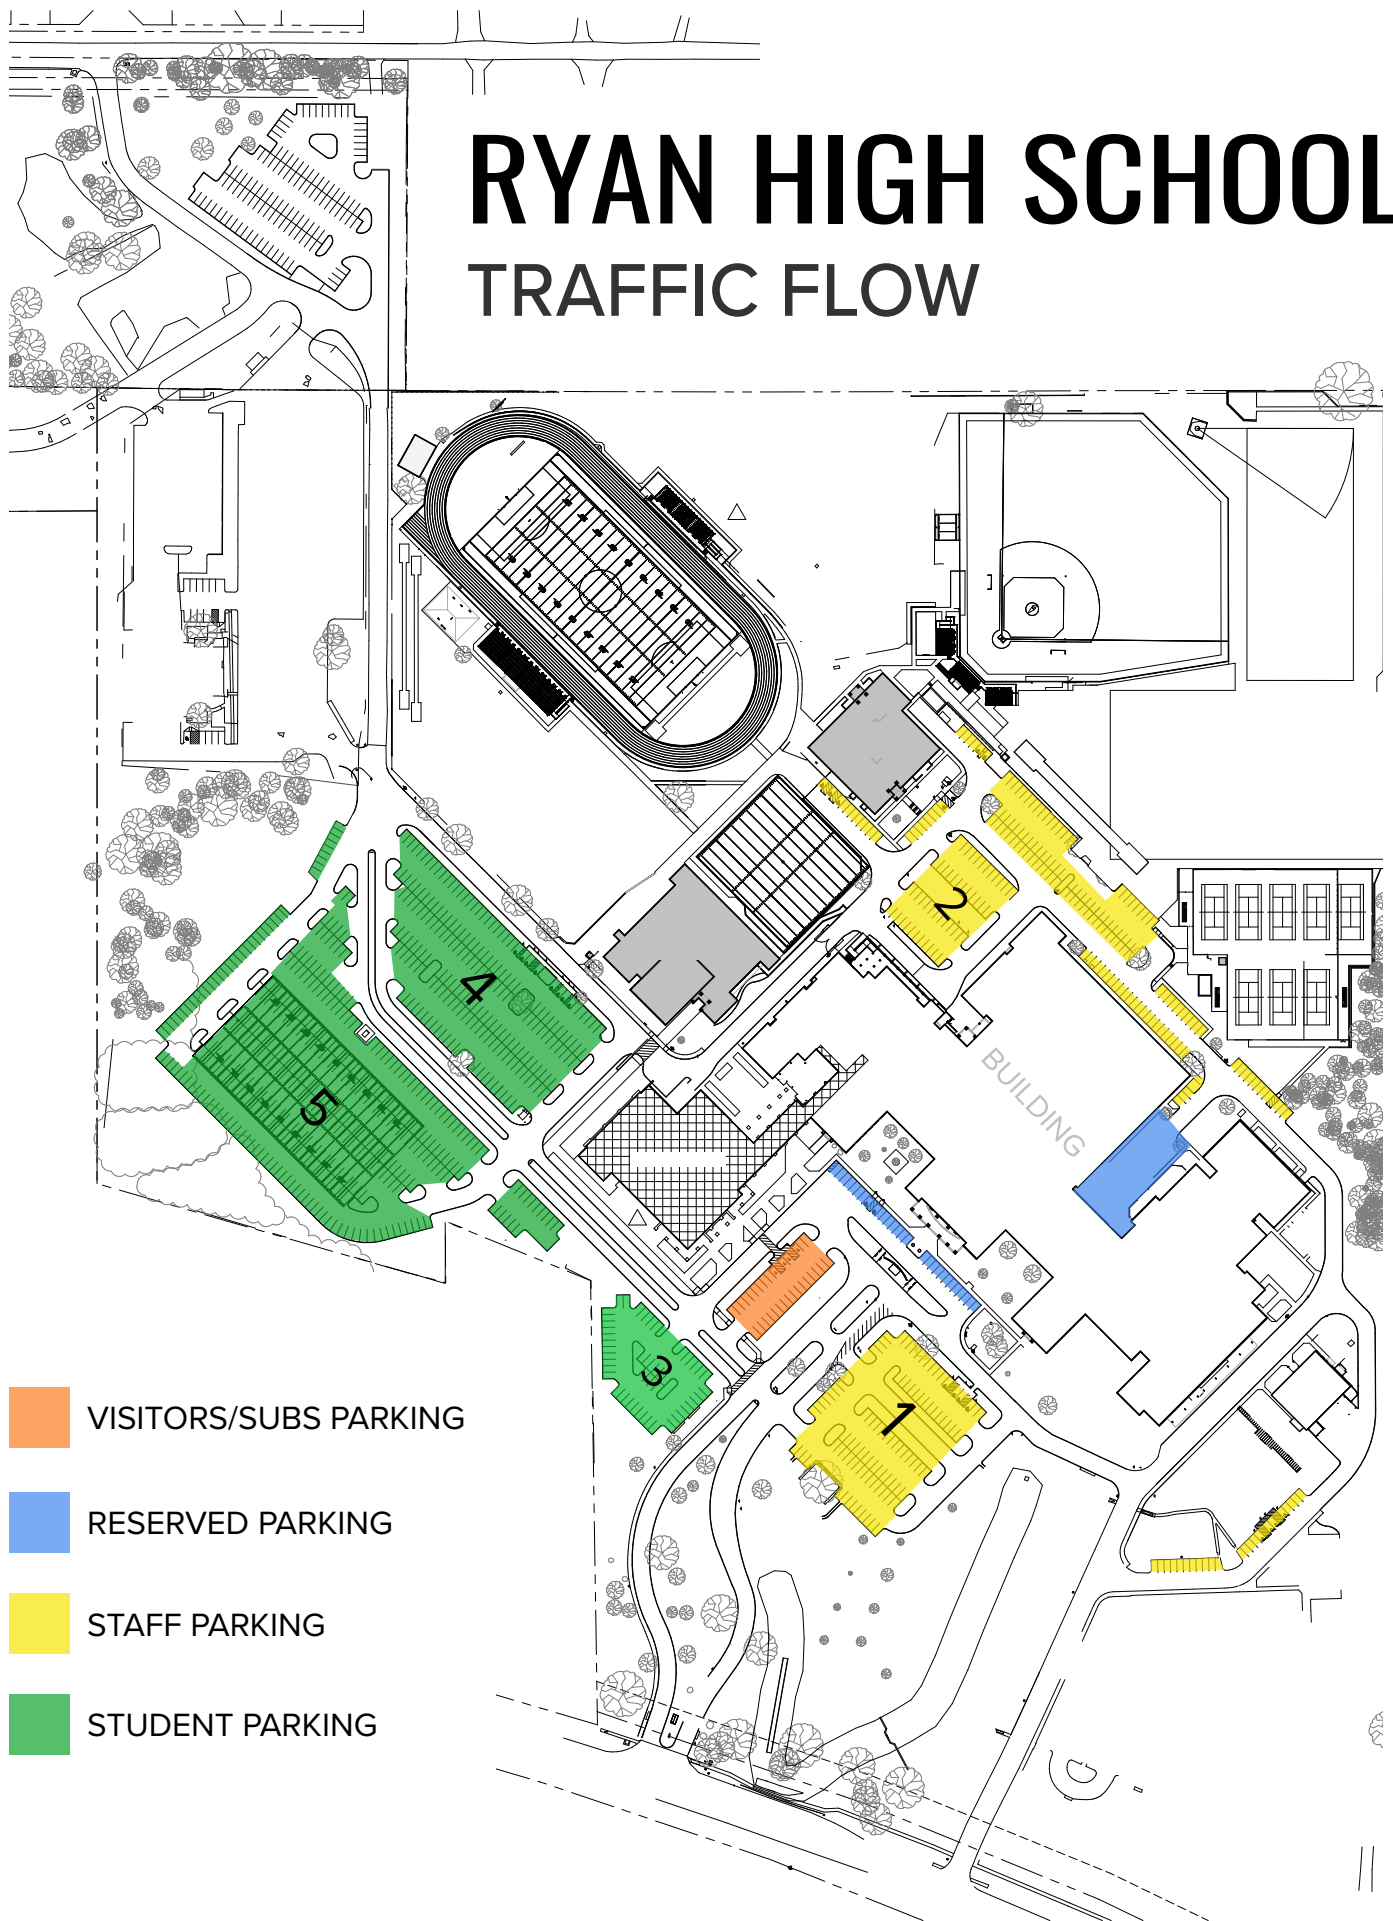 RYAN HIGH SCHOOL
TRAFFIC FLOW
2
4
BUILDING
5
3
1
VISITORS/SUBS PARKING
RESERVED PARKING
STAFF PARKING
STUDENT PARKING